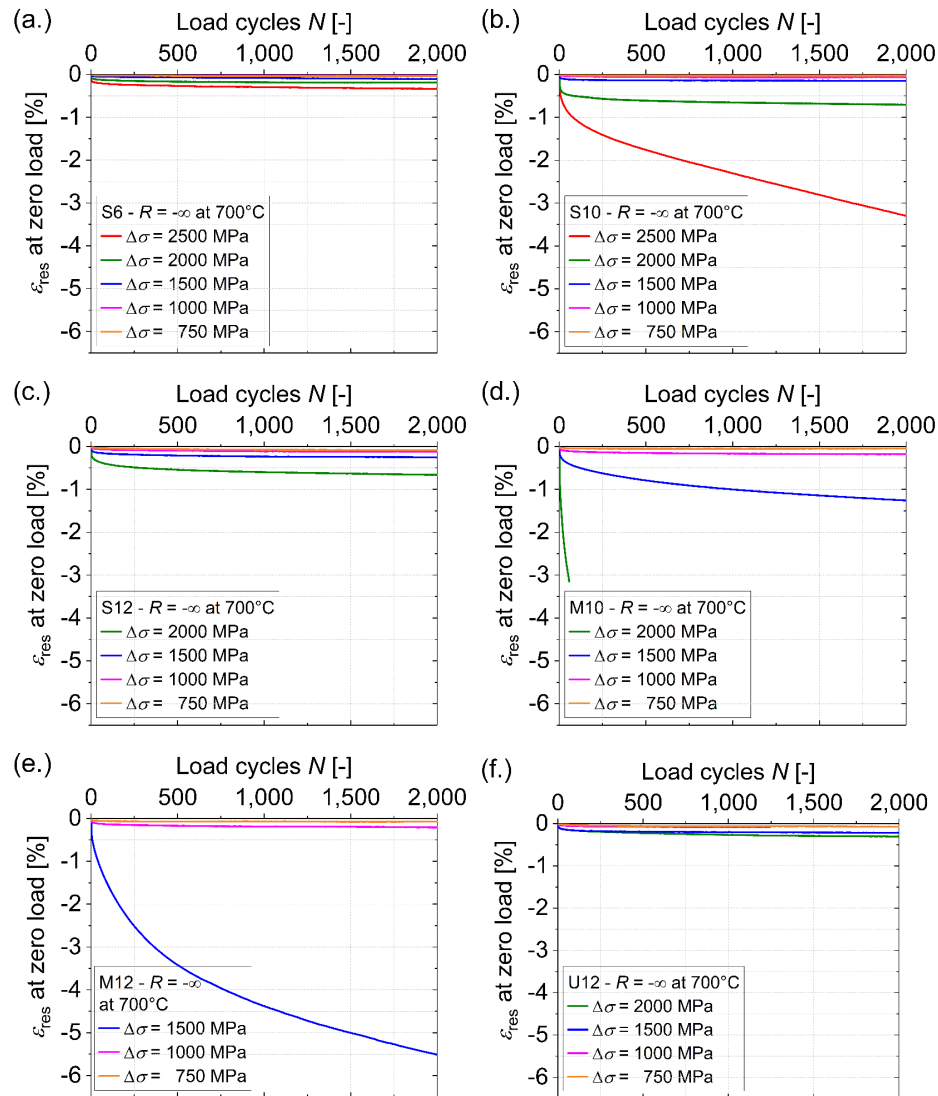 (a.)
Load cycles N [-]
0 500 1,000 1,500 2,000
ε_res at zero load [%]
0
-1
-2
-3
-4
-5
-6
S6 - R = -∞ at 700°C
Δσ = 2500 MPa
Δσ = 2000 MPa
Δσ = 1500 MPa
Δσ = 1000 MPa
Δσ = 750 MPa
(b.)
Load cycles N [-]
0 500 1,000 1,500 2,000
ε_res at zero load [%]
0
-1
-2
-3
-4
-5
-6
S10 - R = -∞ at 700°C
Δσ = 2500 MPa
Δσ = 2000 MPa
Δσ = 1500 MPa
Δσ = 1000 MPa
Δσ = 750 MPa
(c.)
Load cycles N [-]
0 500 1,000 1,500 2,000
ε_res at zero load [%]
0
-1
-2
-3
-4
-5
-6
S12 - R = -∞ at 700°C
Δσ = 2000 MPa
Δσ = 1500 MPa
Δσ = 1000 MPa
Δσ = 750 MPa
(d.)
Load cycles N [-]
0 500 1,000 1,500 2,000
ε_res at zero load [%]
0
-1
-2
-3
-4
-5
-6
M10 - R = -∞ at 700°C
Δσ = 2000 MPa
Δσ = 1500 MPa
Δσ = 1000 MPa
Δσ = 750 MPa
(e.)
Load cycles N [-]
0 500 1,000 1,500 2,000
ε_res at zero load [%]
0
-1
-2
-3
-4
-5
-6
M12 - R = -∞
at 700°C
Δσ = 1500 MPa
Δσ = 1000 MPa
Δσ = 750 MPa
(f.)
Load cycles N [-]
0 500 1,000 1,500 2,000
ε_res at zero load [%]
0
-1
-2
-3
-4
-5
-6
U12 - R = -∞ at 700°C
Δσ = 2000 MPa
Δσ = 1500 MPa
Δσ = 1000 MPa
Δσ = 750 MPa